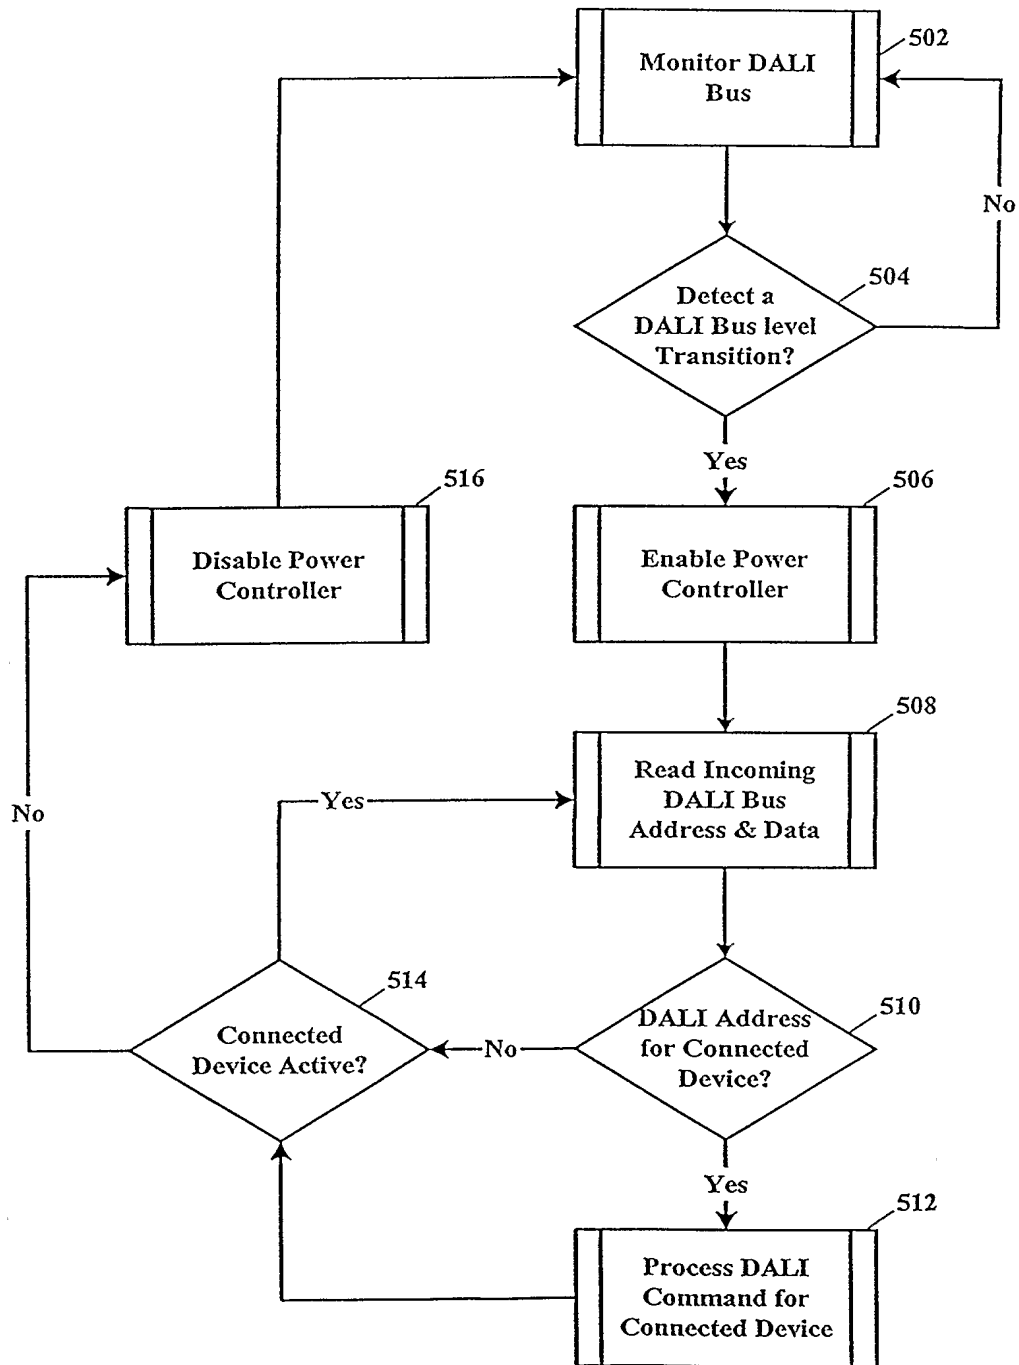 502
Monitor DALI
Bus
No
504
Detect a
DALI Bus level
Transition?
Yes
516
506
Disable Power
Controller
Enable Power
Controller
508
Read Incoming
DALI Bus
Address & Data
Yes
No
514
510
Connected
Device Active?
No
DALI Address
for Connected
Device?
Yes
512
Process DALI
Command for
Connected Device